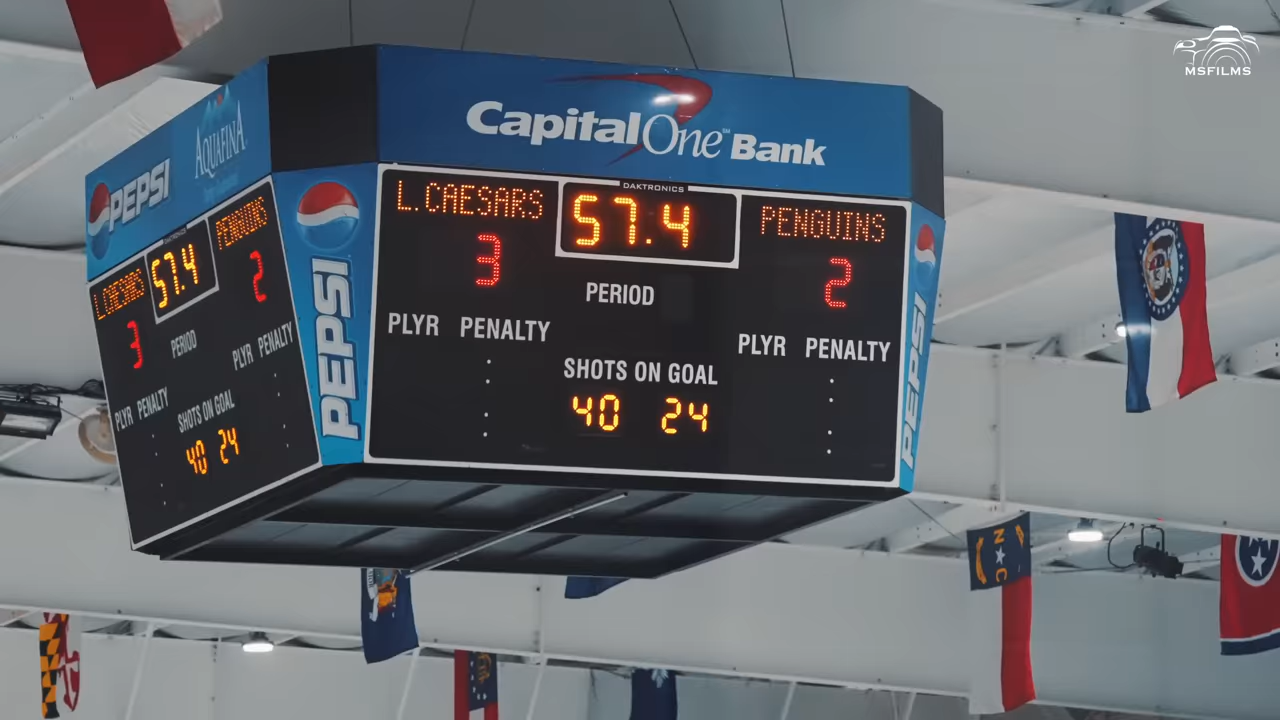 MSFILMS
CapitalOne™ Bank
PEPSI
AQUAFINA
DAKTRONICS
L.CAESARS 57.4 PENGUINS
3 2
PERIOD
PLYR PENALTY
PLYR PENALTY
SHOTS ON GOAL
40 24
PEPSI
PEPSI
L.CAESARS 57.4 PENGUINS
3 2
PERIOD
PLYR PENALTY
PLYR PENALTY
SHOTS ON GOAL
40 24
N
C